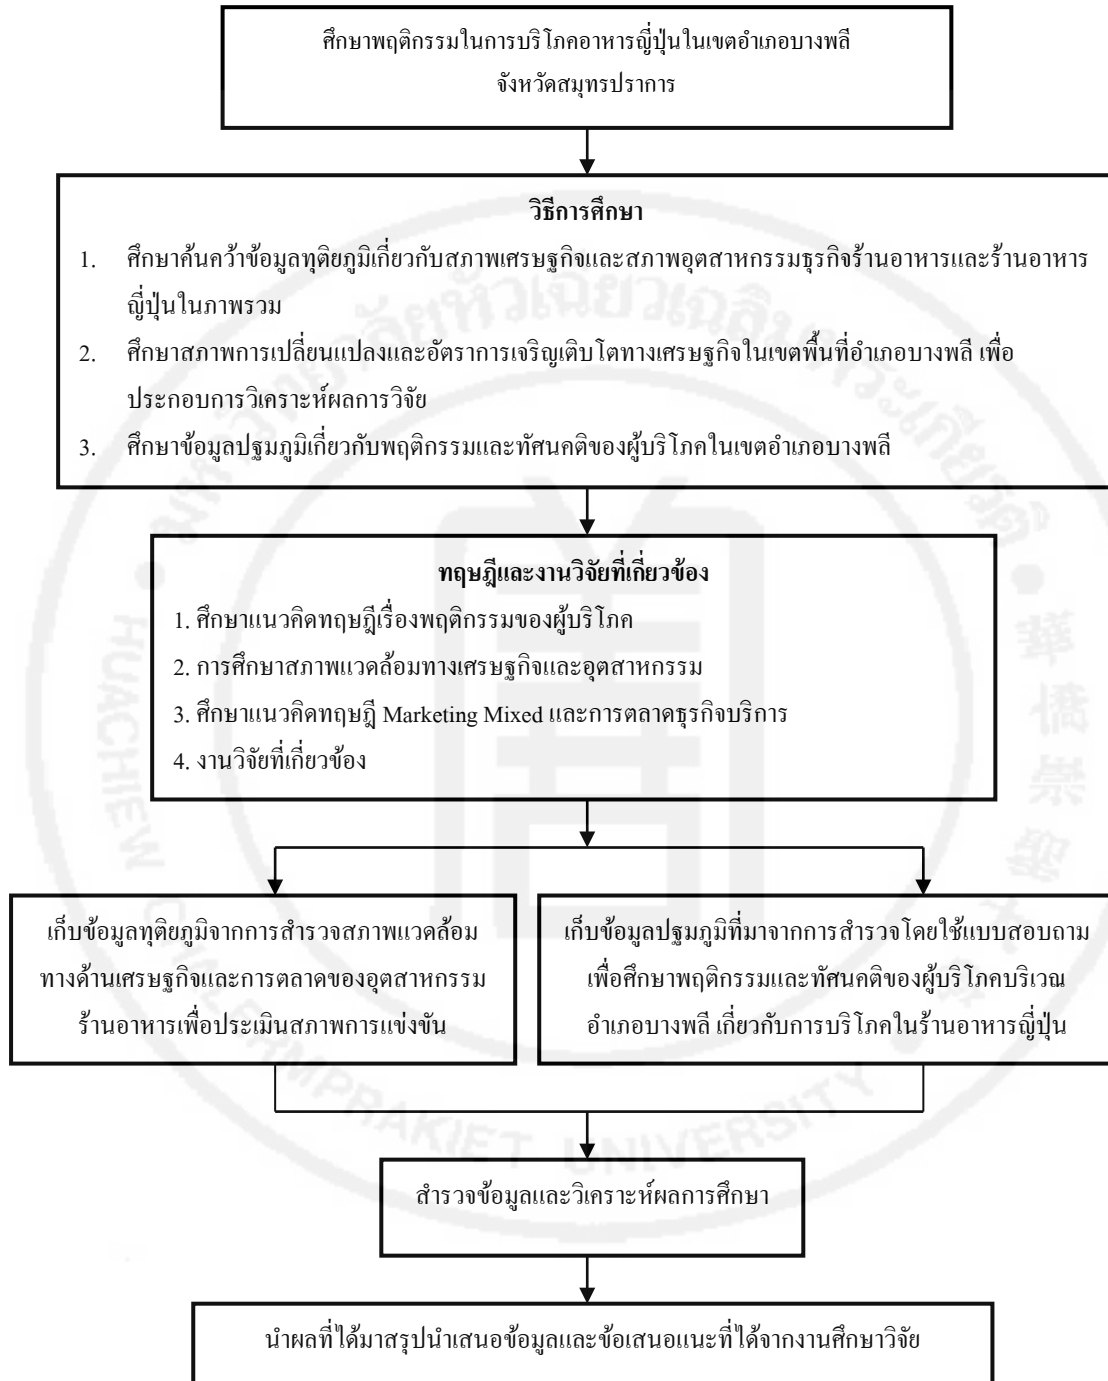 ศึกษาพฤติกรรมในการบริโภคอาหารญี่ปุ่นในเขตอำเภอบางพลี
จังหวัดสมุทรปราการ
วิธีการศึกษา
1. ศึกษาค้นคว้าข้อมูลทุติยภูมิเกี่ยวกับสภาพเศรษฐกิจและสภาพอุตสาหกรรมธุรกิจร้านอาหารและร้านอาหาร
ญี่ปุ่นในภาพรวม
2. ศึกษาสภาพการเปลี่ยนแปลงและอัตราการเจริญเติบโตทางเศรษฐกิจในเขตพื้นที่อำเภอบางพลี เพื่อ
ประกอบการวิเคราะห์ผลการวิจัย
3. ศึกษาข้อมูลปฐมภูมิเกี่ยวกับพฤติกรรมและทัศนคติของผู้บริโภคในเขตอำเภอบางพลี
ทฤษฎีและงานวิจัยที่เกี่ยวข้อง
1. ศึกษาแนวคิดทฤษฎีเรื่องพฤติกรรมของผู้บริโภค
2. การศึกษาสภาพแวดล้อมทางเศรษฐกิจและอุตสาหกรรม
3. ศึกษาแนวคิดทฤษฎี Marketing Mixed และการตลาดธุรกิจบริการ
4. งานวิจัยที่เกี่ยวข้อง
เก็บข้อมูลทุติยภูมิจากการสำรวจสภาพแวดล้อม
ทางด้านเศรษฐกิจและการตลาดของอุตสาหกรรม
ร้านอาหารเพื่อประเมินสภาพการแข่งขัน
เก็บข้อมูลปฐมภูมิที่มาจากการสำรวจโดยใช้แบบสอบถาม
เพื่อศึกษาพฤติกรรมและทัศนคติของผู้บริโภคบริเวณ
อำเภอบางพลี เกี่ยวกับการบริโภคในร้านอาหารญี่ปุ่น
สำรวจข้อมูลและวิเคราะห์ผลการศึกษา
นำผลที่ได้มาสรุปนำเสนอข้อมูลและข้อเสนอแนะที่ได้จากงานศึกษาวิจัย
มหาวิทยาลัยหัวเฉียวเฉลิมพระเกียรติ
HUACHIEW CHALERMPRAKIET UNIVERSITY
華僑崇聖大學